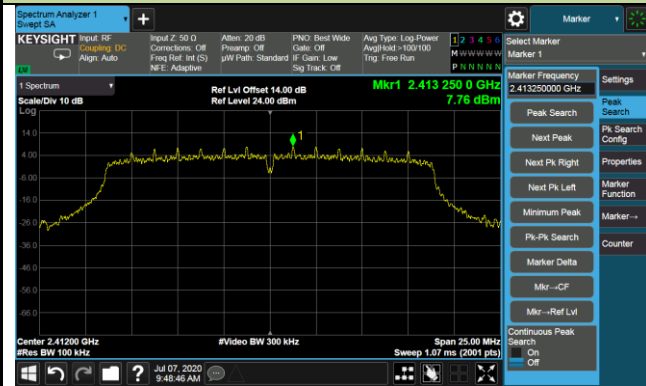 Spectrum Analyzer 1
Swept SA
+
Marker
KEYSIGHT
Input: RF
Coupling: DC
Align: Auto
Input Z: 50 Ω
Corrections: Off
Freq Ref: Int (S)
NFE: Adaptive
Atten: 20 dB
Preamp: Off
µW Path: Standard
PNO: Best Wide
Gate: Off
IF Gain: Low
Sig Track: Off
Avg Type: Log-Power
Avg|Hold:>100/100
Trig: Free Run
1 2 3 4 5 6
M W W W W W
P N N N N N
LXI
Select Marker
Marker 1
1 Spectrum
Scale/Div 10 dB
Log
Ref Lvl Offset 14.00 dB
Ref Level 24.00 dBm
Mkr1 2.413 250 0 GHz
7.76 dBm
1
14.0
4.00
-6.00
-16.0
-26.0
-36.0
-46.0
-56.0
-66.0
Center 2.41200 GHz
#Res BW 100 kHz
#Video BW 300 kHz
Span 25.00 MHz
Sweep 1.07 ms (2001 pts)
Marker Frequency
2.413250000 GHz
Peak Search
Next Peak
Next Pk Right
Next Pk Left
Minimum Peak
Pk-Pk Search
Marker Delta
Mkr→CF
Mkr→Ref Lvl
Continuous Peak
Search
On
Off
Settings
Peak
Search
Pk Search
Config
Properties
Marker
Function
Marker→
Counter
?
Jul 07, 2020
9:48:46 AM